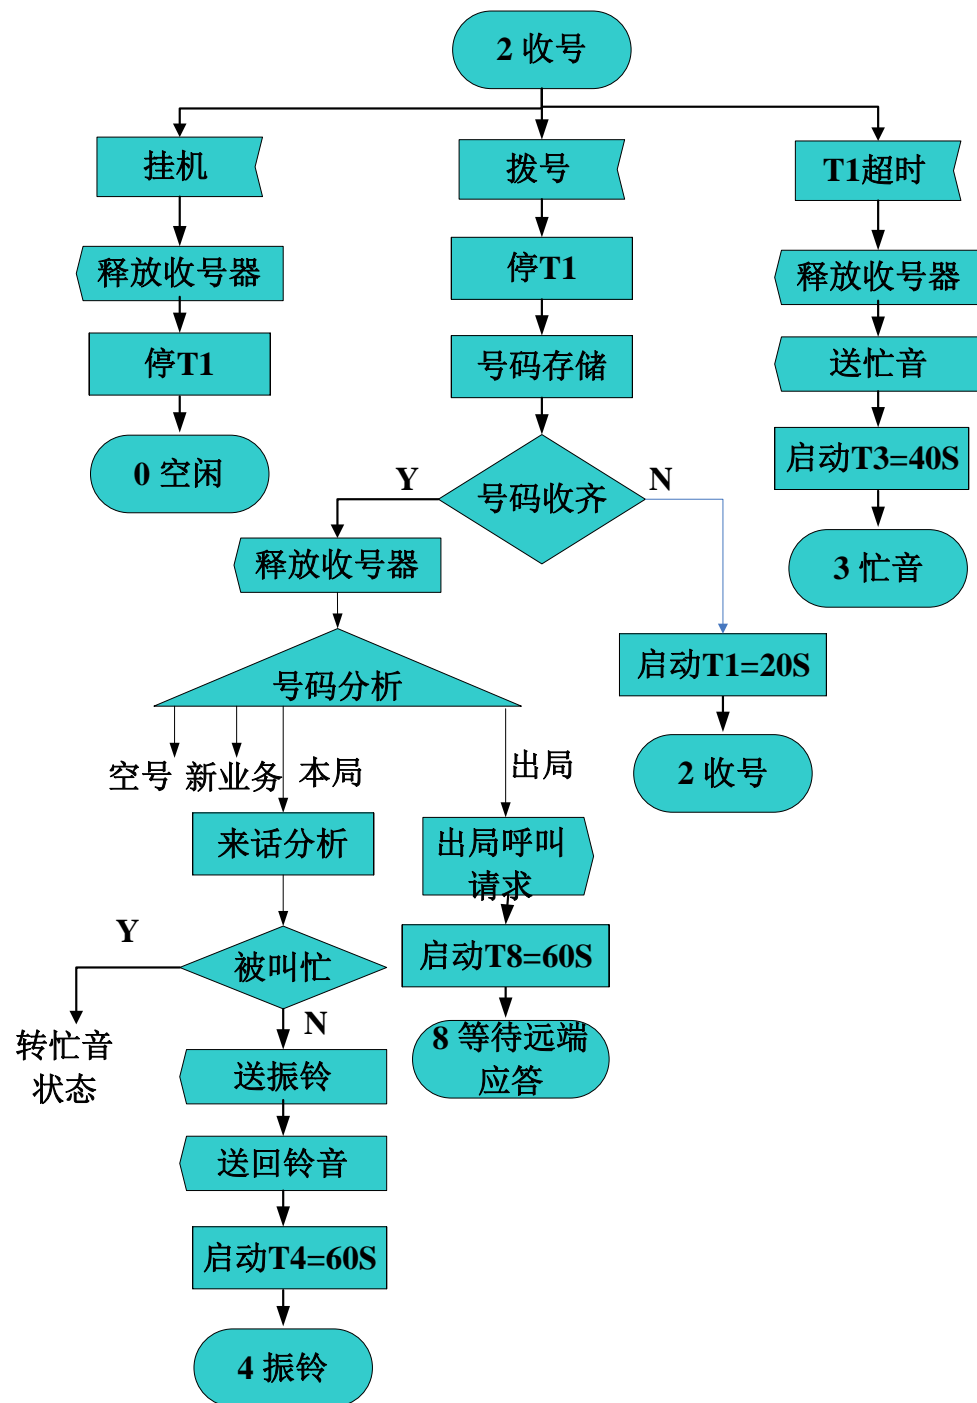 2 收号
挂机
拨号
T1超时
释放收号器
停T1
释放收号器
停T1
号码存储
送忙音
0 空闲
Y
号码收齐
N
启动T3=40S
释放收号器
3 忙音
号码分析
启动T1=20S
空号
新业务
本局
出局
2 收号
来话分析
出局呼叫
请求
Y
被叫忙
启动T8=60S
N
转忙音
状态
8 等待远端
应答
送振铃
送回铃音
启动T4=60S
4 振铃